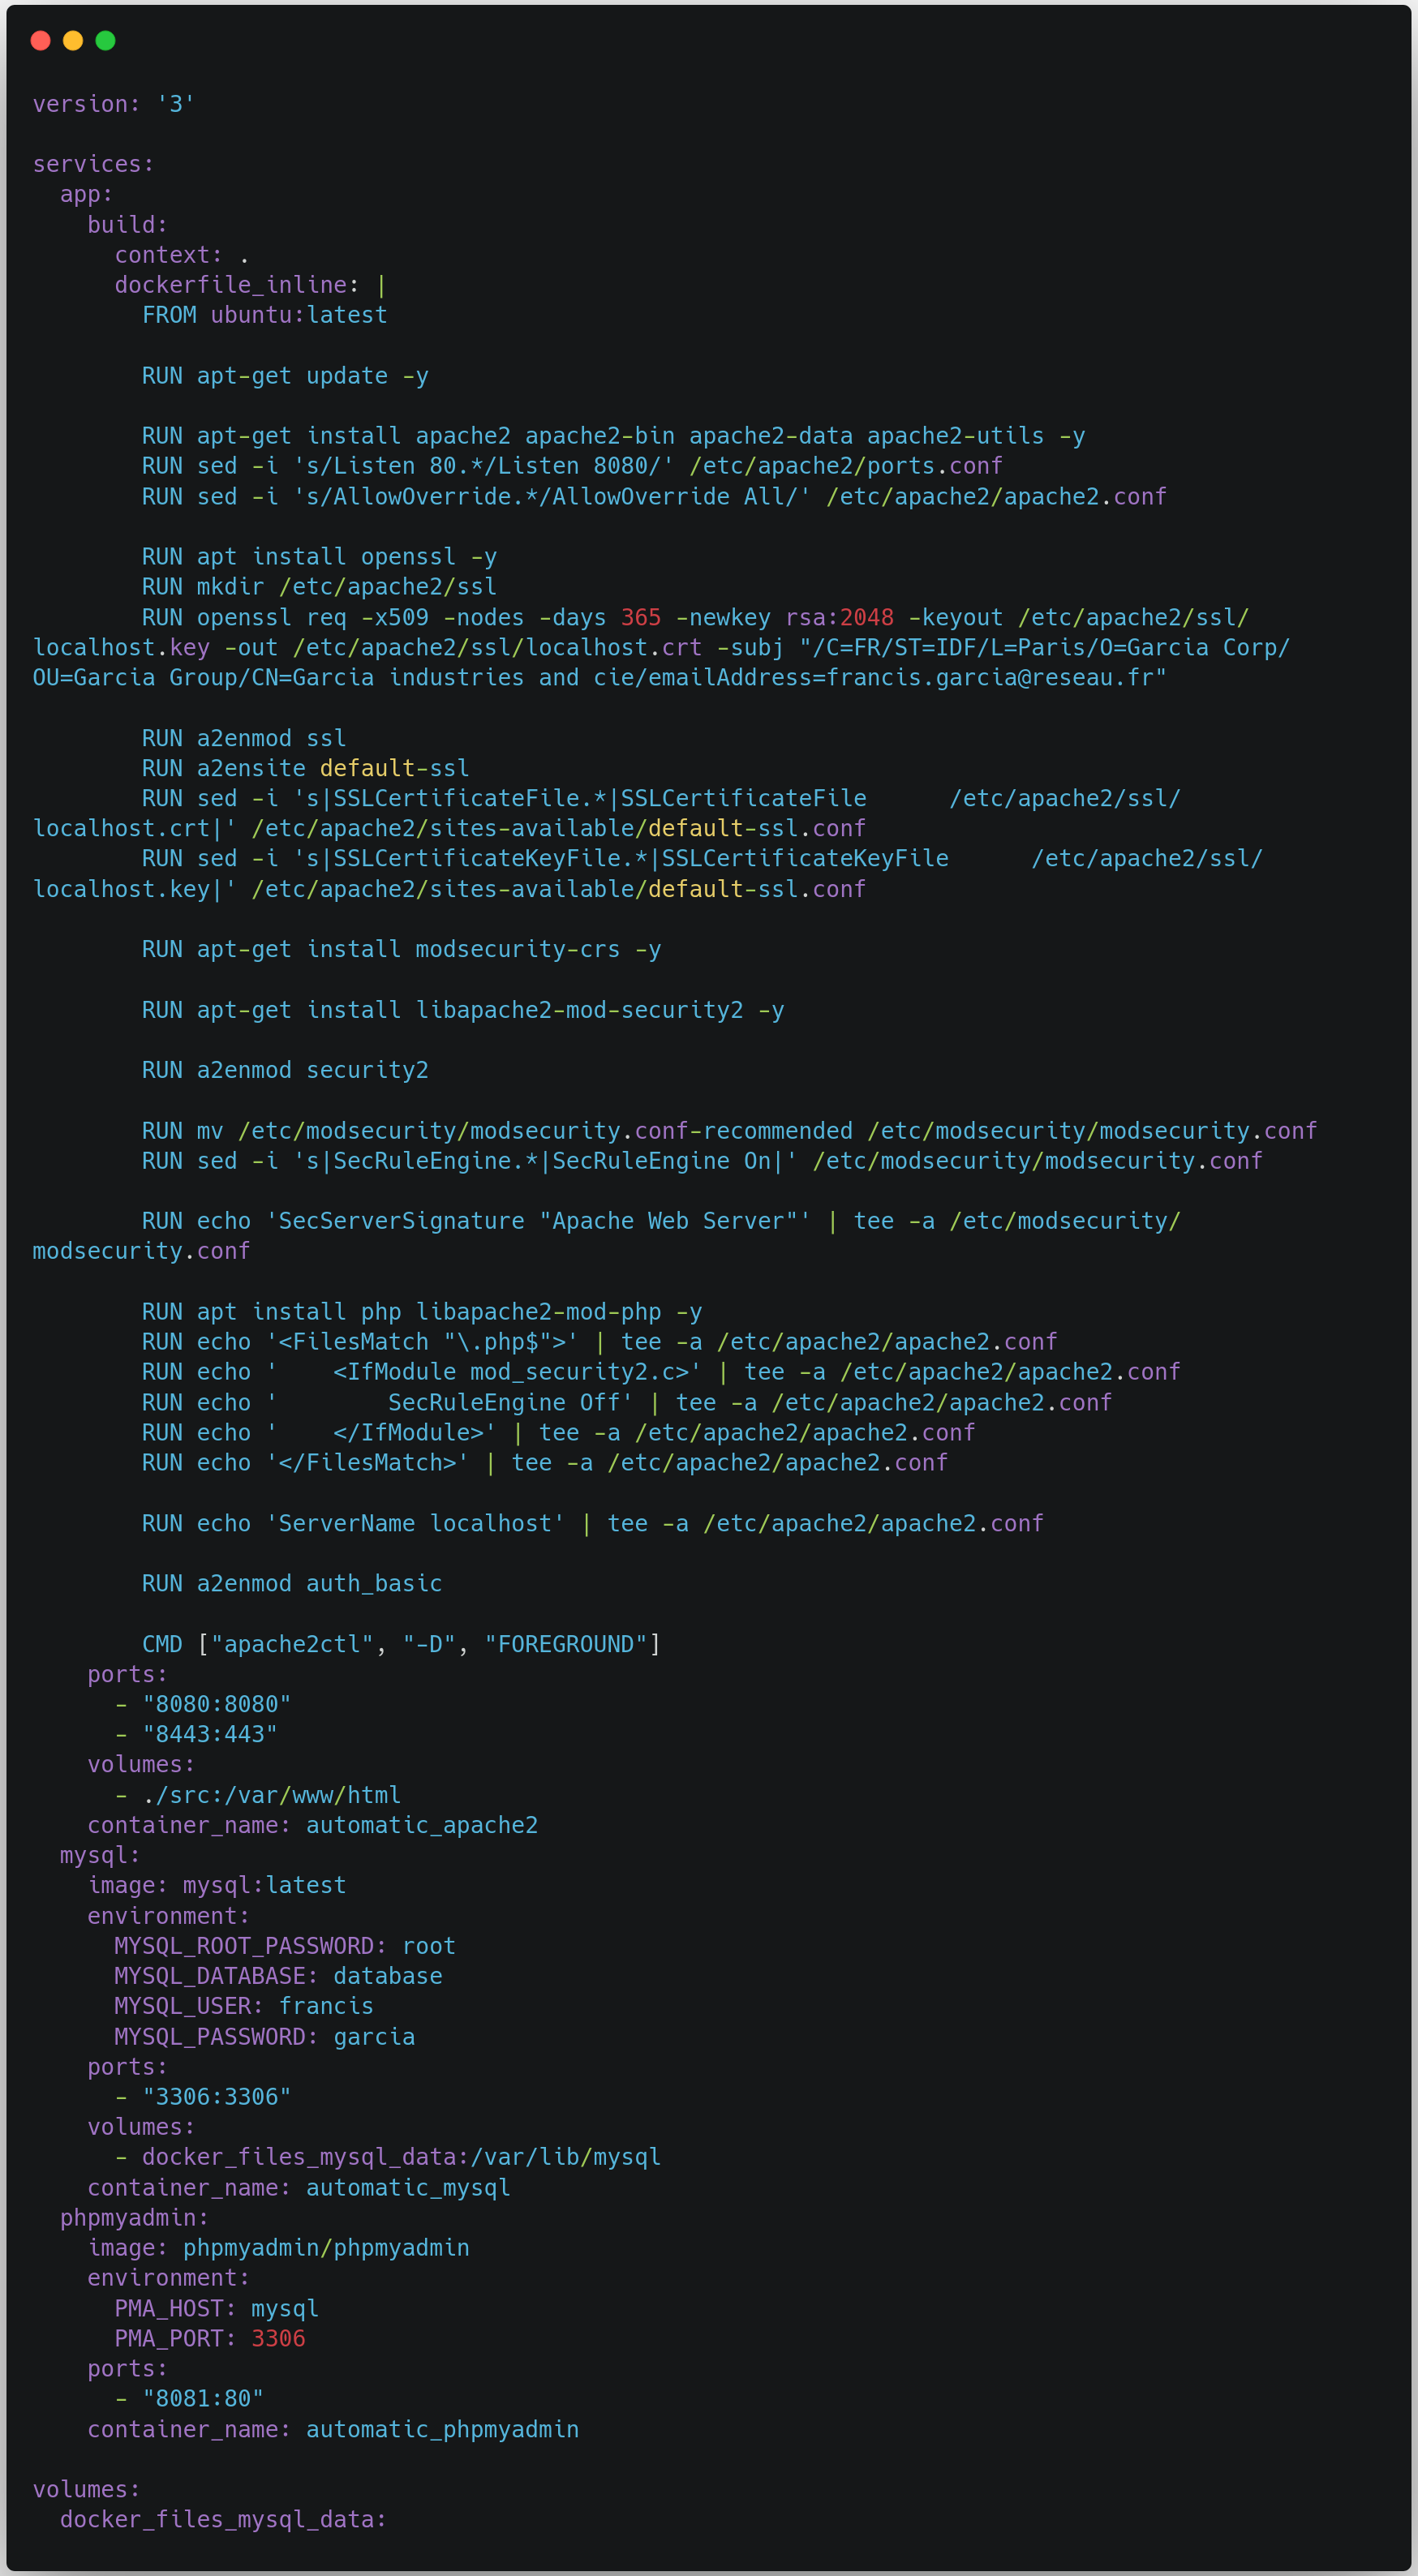 version: '3'

services:
  app:
    build:
      context: .
      dockerfile_inline: |
        FROM ubuntu:latest

        RUN apt-get update -y

        RUN apt-get install apache2 apache2-bin apache2-data apache2-utils -y
        RUN sed -i 's/Listen 80.*/Listen 8080/' /etc/apache2/ports.conf
        RUN sed -i 's/AllowOverride.*/AllowOverride All/' /etc/apache2/apache2.conf

        RUN apt install openssl -y
        RUN mkdir /etc/apache2/ssl
        RUN openssl req -x509 -nodes -days 365 -newkey rsa:2048 -keyout /etc/apache2/ssl/
localhost.key -out /etc/apache2/ssl/localhost.crt -subj "/C=FR/ST=IDF/L=Paris/O=Garcia Corp/
OU=Garcia Group/CN=Garcia industries and cie/emailAddress=francis.garcia@reseau.fr"

        RUN a2enmod ssl
        RUN a2ensite default-ssl
        RUN sed -i 's|SSLCertificateFile.*|SSLCertificateFile      /etc/apache2/ssl/
localhost.crt|' /etc/apache2/sites-available/default-ssl.conf
        RUN sed -i 's|SSLCertificateKeyFile.*|SSLCertificateKeyFile      /etc/apache2/ssl/
localhost.key|' /etc/apache2/sites-available/default-ssl.conf

        RUN apt-get install modsecurity-crs -y

        RUN apt-get install libapache2-mod-security2 -y

        RUN a2enmod security2

        RUN mv /etc/modsecurity/modsecurity.conf-recommended /etc/modsecurity/modsecurity.conf
        RUN sed -i 's|SecRuleEngine.*|SecRuleEngine On|' /etc/modsecurity/modsecurity.conf

        RUN echo 'SecServerSignature "Apache Web Server"' | tee -a /etc/modsecurity/
modsecurity.conf

        RUN apt install php libapache2-mod-php -y
        RUN echo '<FilesMatch "\.php$">' | tee -a /etc/apache2/apache2.conf
        RUN echo '    <IfModule mod_security2.c>' | tee -a /etc/apache2/apache2.conf
        RUN echo '        SecRuleEngine Off' | tee -a /etc/apache2/apache2.conf
        RUN echo '    </IfModule>' | tee -a /etc/apache2/apache2.conf
        RUN echo '</FilesMatch>' | tee -a /etc/apache2/apache2.conf

        RUN echo 'ServerName localhost' | tee -a /etc/apache2/apache2.conf

        RUN a2enmod auth_basic

        CMD ["apache2ctl", "-D", "FOREGROUND"]
    ports:
      - "8080:8080"
      - "8443:443"
    volumes:
      - ./src:/var/www/html
    container_name: automatic_apache2
  mysql:
    image: mysql:latest
    environment:
      MYSQL_ROOT_PASSWORD: root
      MYSQL_DATABASE: database
      MYSQL_USER: francis
      MYSQL_PASSWORD: garcia
    ports:
      - "3306:3306"
    volumes:
      - docker_files_mysql_data:/var/lib/mysql
    container_name: automatic_mysql
  phpmyadmin:
    image: phpmyadmin/phpmyadmin
    environment:
      PMA_HOST: mysql
      PMA_PORT: 3306
    ports:
      - "8081:80"
    container_name: automatic_phpmyadmin

volumes:
  docker_files_mysql_data: